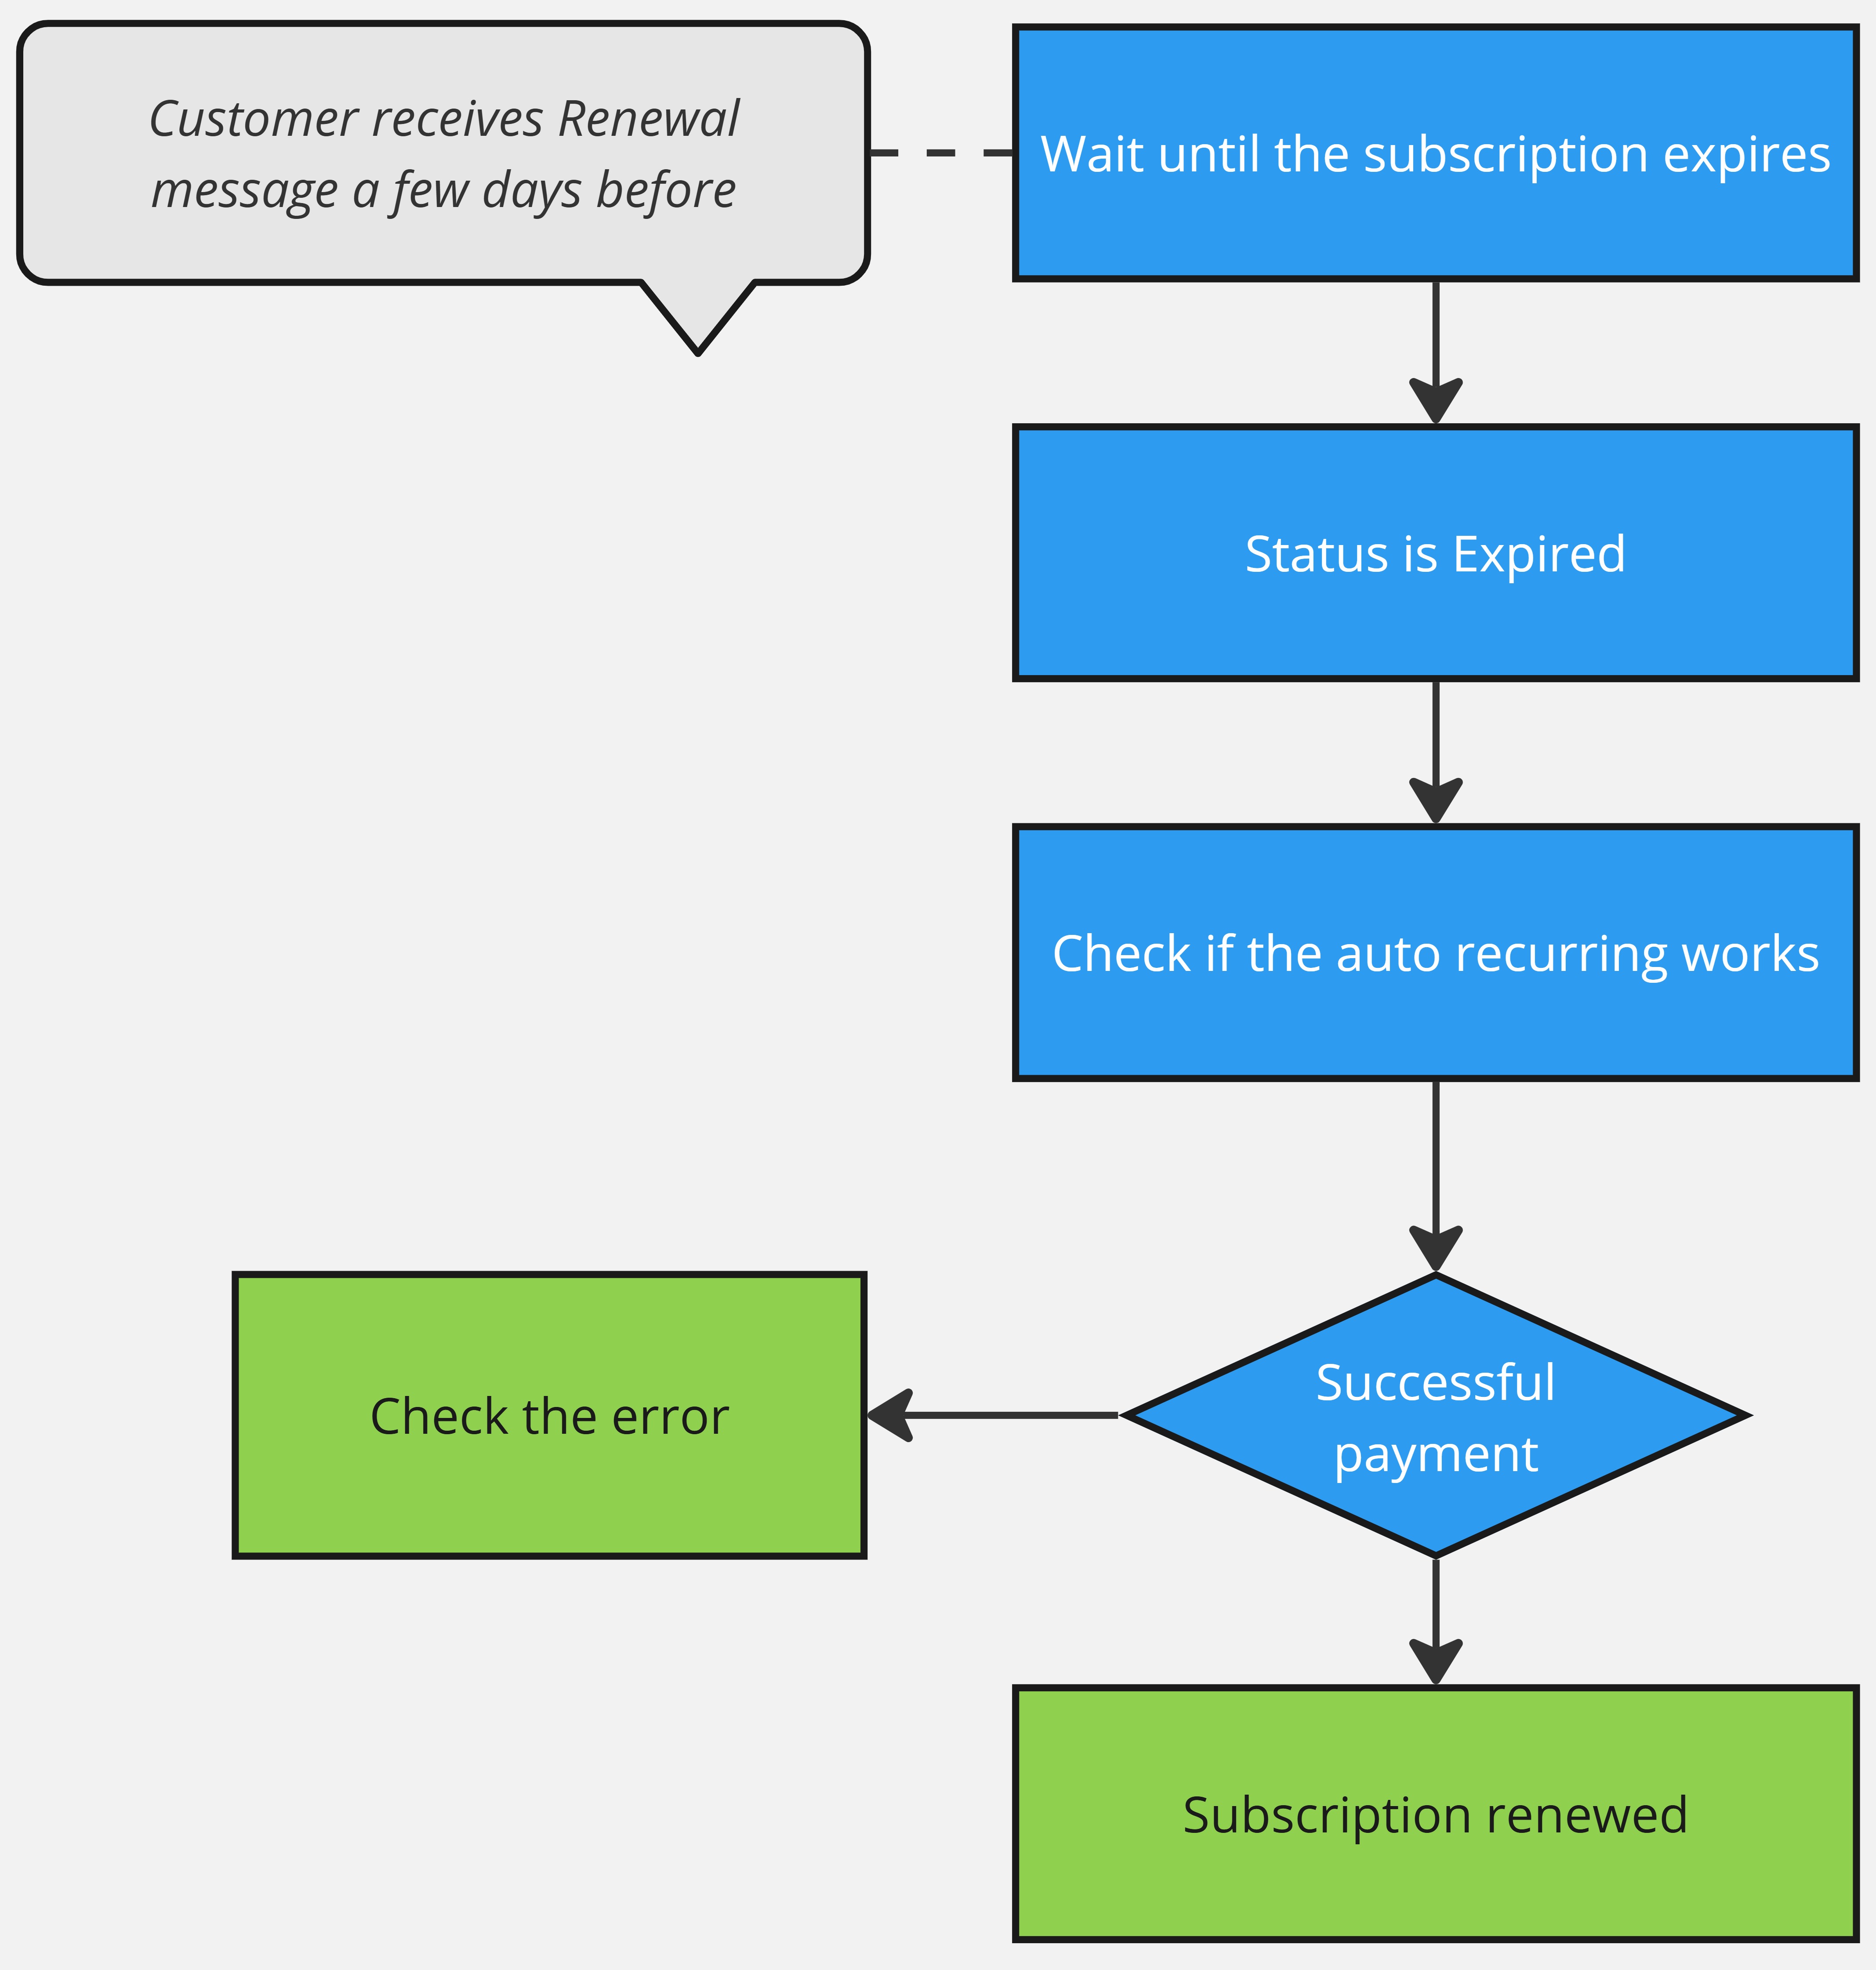 Customer receives Renewal
message a few days before
Wait until the subscription expires
Status is Expired
Check if the auto recurring works
Successful
payment
Check the error
Subscription renewed